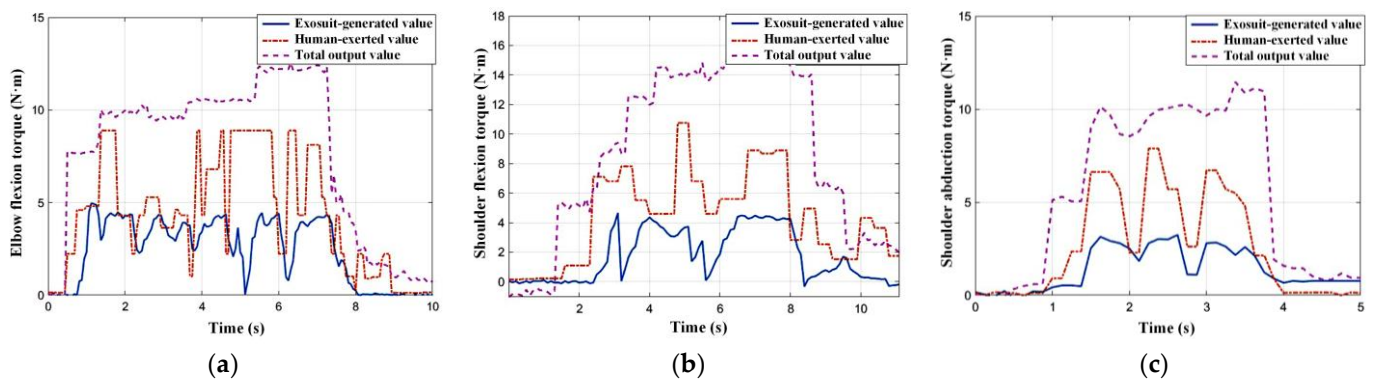 Elbow flexion torque (N·m)
15
10
5
0
0
2
4
6
8
10
Time (s)
Exosuit-generated value
Human-exerted value
Total output value
(a)
Shoulder flexion torque (N·m)
18
16
14
12
10
8
6
4
2
0
-1
2
4
6
8
10
Time (s)
Exosuit-generated value
Human-exerted value
Total output value
(b)
Shoulder abduction torque (N·m)
15
10
5
0
0
1
2
3
4
5
Time (s)
Exosuit-generated value
Human-exerted value
Total output value
(c)